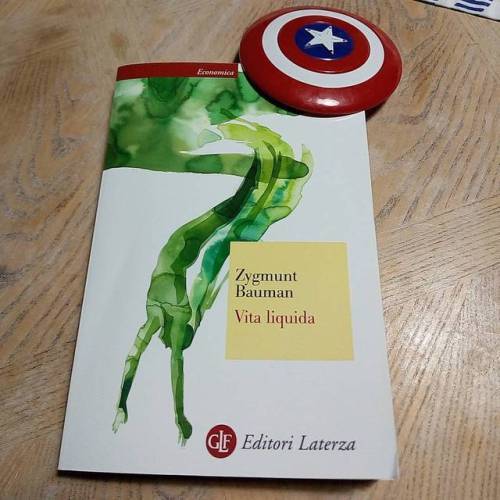 Economica
Zygmunt
Bauman
Vita liquida
GLF Editori Laterza